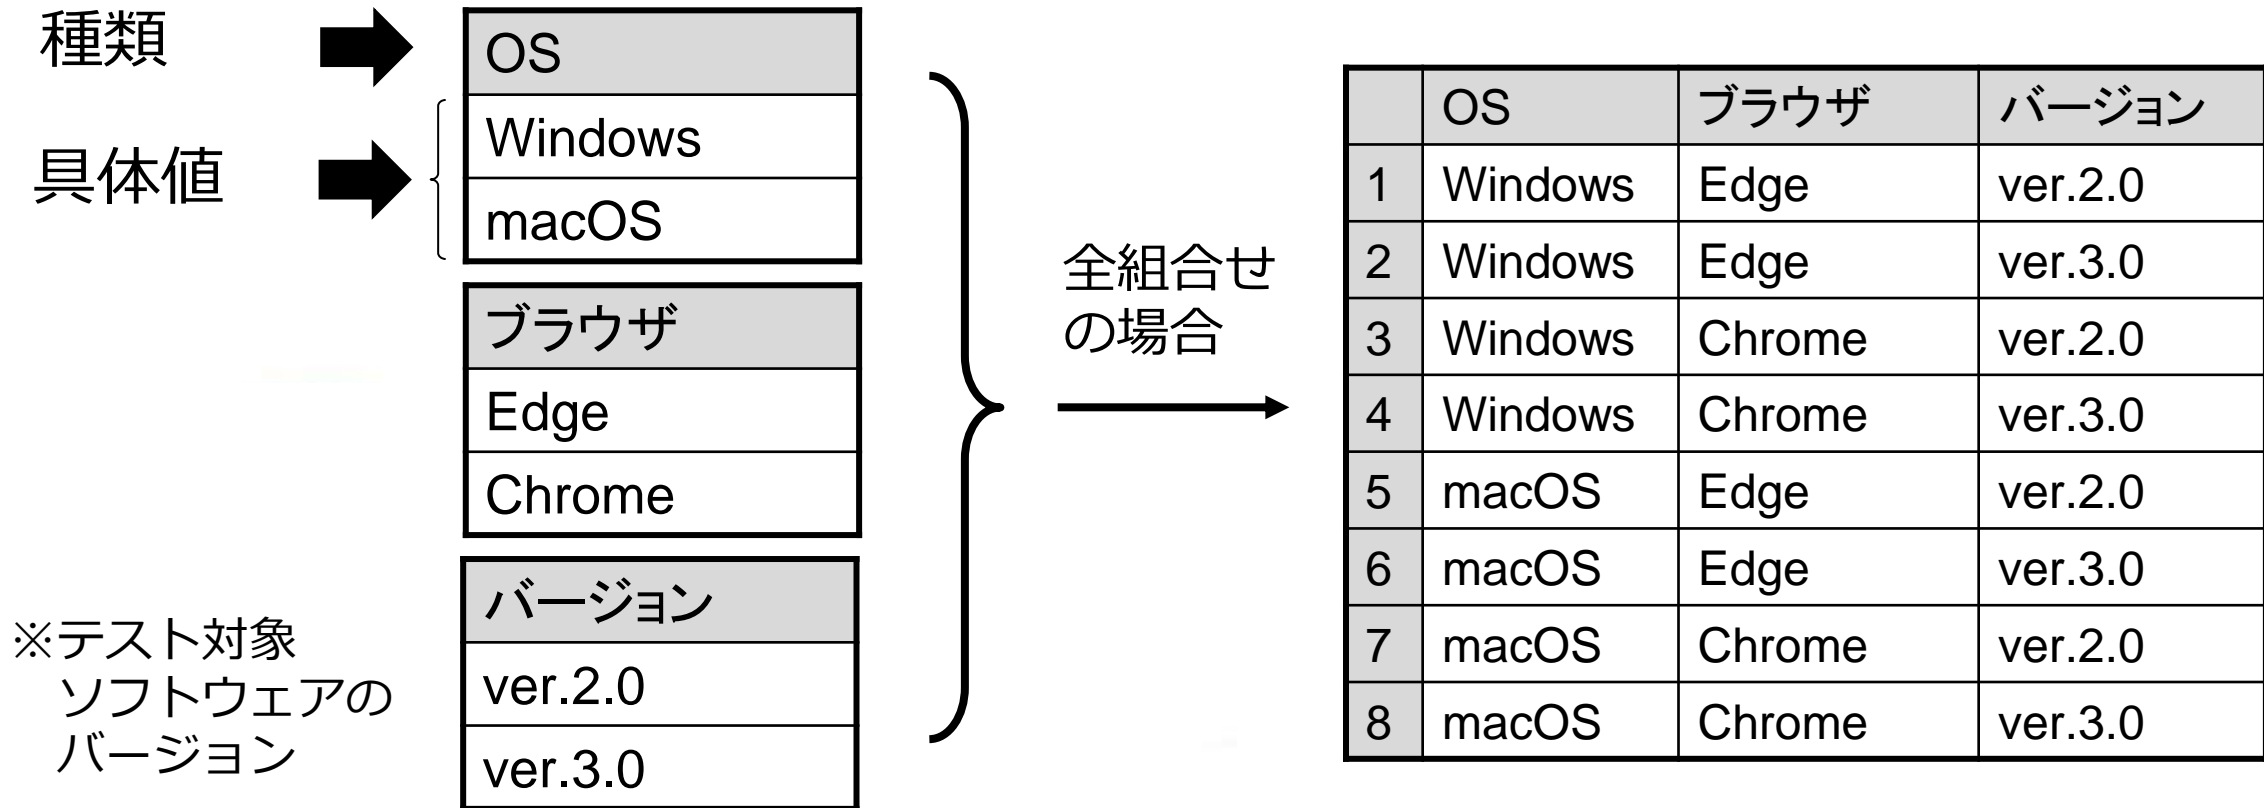 種類
OS
Windows
具体値
macOS
ブラウザ
Edge
Chrome
バージョン
ver.2.0
ver.3.0
※テスト対象
ソフトウェアの
バージョン
全組合せ
の場合
OS ブラウザ バージョン
1 Windows Edge ver.2.0
2 Windows Edge ver.3.0
3 Windows Chrome ver.2.0
4 Windows Chrome ver.3.0
5 macOS Edge ver.2.0
6 macOS Edge ver.3.0
7 macOS Chrome ver.2.0
8 macOS Chrome ver.3.0